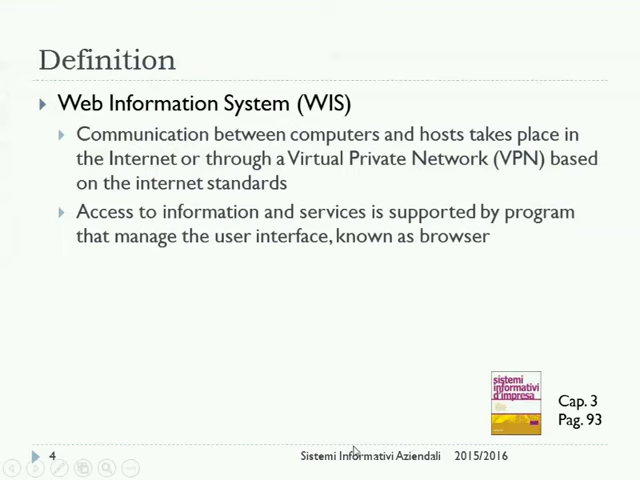 Definition
Web Information System (WIS)
Communication between computers and hosts takes place in
the Internet or through a Virtual Private Network (VPN) based
on the internet standards
Access to information and services is supported by program
that manage the user interface, known as browser
sistemi
informativi
d'impresa
Cap. 3
Pag. 93
4
Sistemi Informativi Aziendali 2015/2016